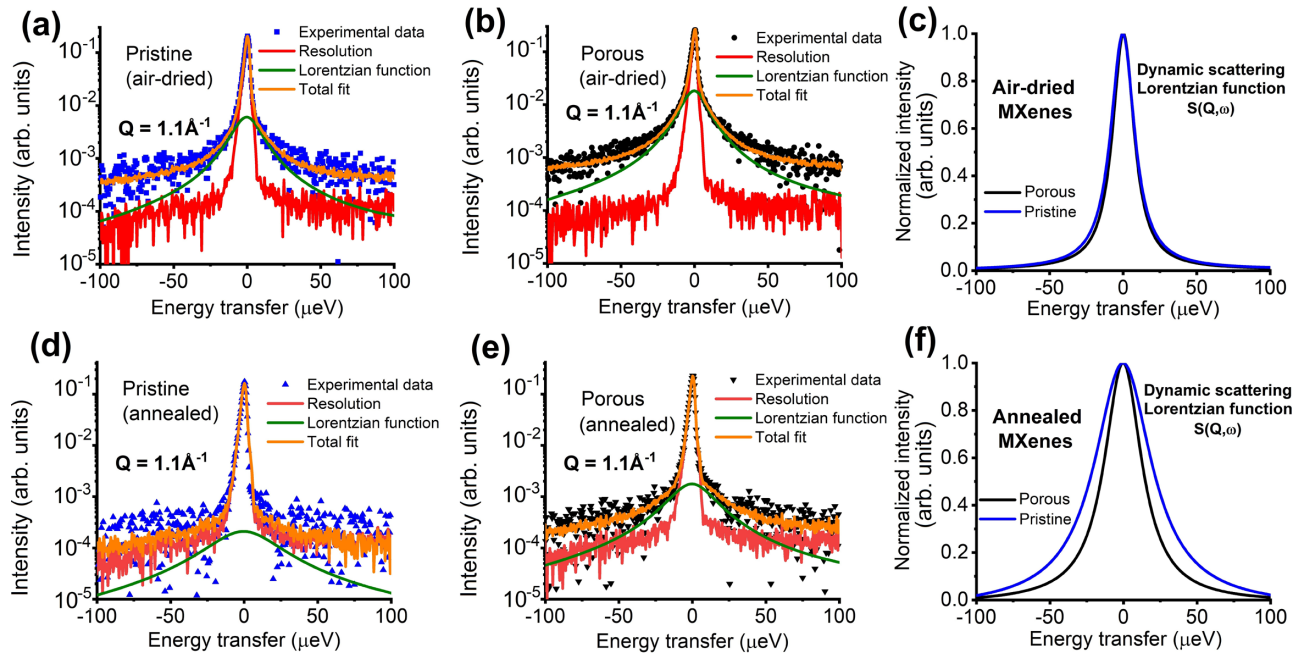 (a)
Pristine
(air-dried)
Q = 1.1Å⁻¹
Experimental data
Resolution
Lorentzian function
Total fit
10⁻¹
10⁻²
10⁻³
10⁻⁴
10⁻⁵
Intensity (arb. units)
-100 -50 0 50 100
Energy transfer (μeV)
(b)
Porous
(air-dried)
Q = 1.1Å⁻¹
Experimental data
Resolution
Lorentzian function
Total fit
10⁻¹
10⁻²
10⁻³
10⁻⁴
10⁻⁵
Intensity (arb. units)
-100 -50 0 50 100
Energy transfer (μeV)
(c)
Air-dried
MXenes
Dynamic scattering
Lorentzian function
S(Q,ω)
Porous
Pristine
1.0
0.8
0.6
0.4
0.2
0.0
Normalized intensity
(arb. units)
-100 -50 0 50 100
Energy transfer (μeV)
(d)
Pristine
(annealed)
Q = 1.1Å⁻¹
Experimental data
Resolution
Lorentzian function
Total fit
10⁻¹
10⁻²
10⁻³
10⁻⁴
10⁻⁵
Intensity (arb. units)
-100 -50 0 50 100
Energy transfer (μeV)
(e)
Porous
(annealed)
Q = 1.1Å⁻¹
Experimental data
Resolution
Lorentzian function
Total fit
10⁻¹
10⁻²
10⁻³
10⁻⁴
10⁻⁵
Intensity (arb. units)
-100 -50 0 50 100
Energy transfer (μeV)
(f)
Annealed
MXenes
Dynamic scattering
Lorentzian function
S(Q,ω)
Porous
Pristine
1.0
0.8
0.6
0.4
0.2
0.0
Normalized intensity
(arb. units)
-100 -50 0 50 100
Energy transfer (μeV)